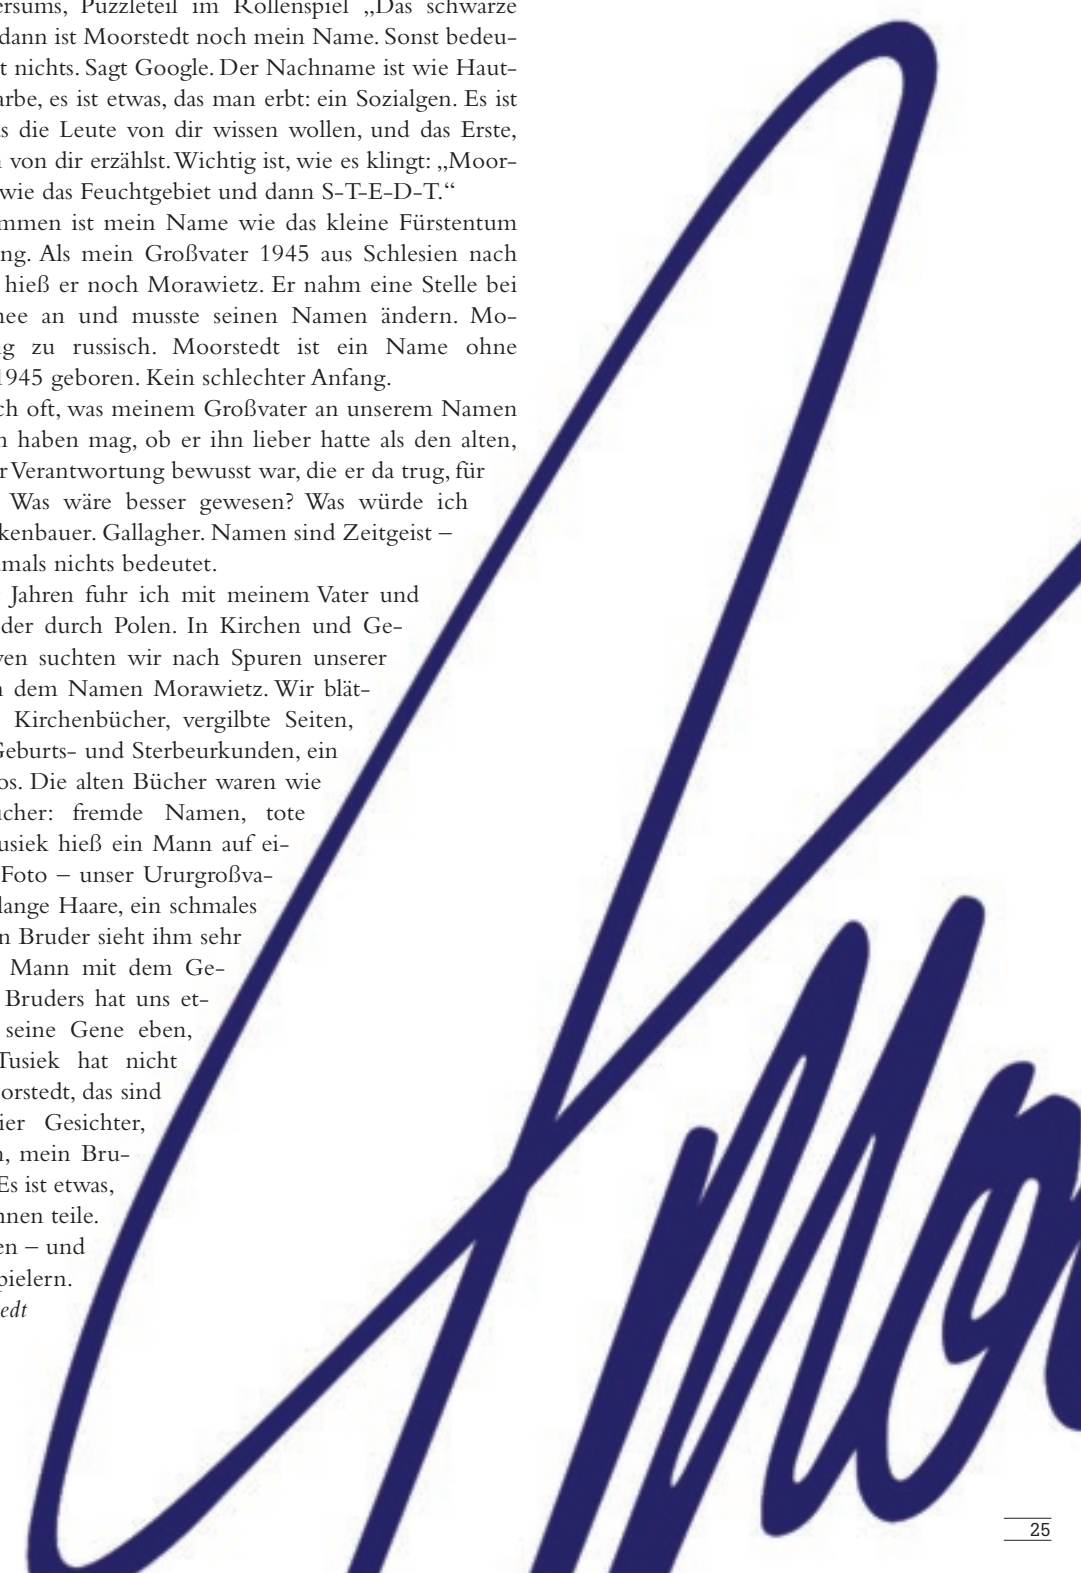 ersums, Puzzleteil im Rollenspiel „Das schwarze
dann ist Moorstedt noch mein Name. Sonst bedeu-
t nichts. Sagt Google. Der Nachname ist wie Haut-
arbe, es ist etwas, das man erbt: ein Sozialgen. Es ist
s die Leute von dir wissen wollen, und das Erste,
von dir erzählst. Wichtig ist, wie es klingt: „Moor-
wie das Feuchtgebiet und dann S-T-E-D-T.“
mmen ist mein Name wie das kleine Fürstentum
ng. Als mein Großvater 1945 aus Schlesien nach
hieß er noch Morawietz. Er nahm eine Stelle bei
nee an und musste seinen Namen ändern. Mo-
g zu russisch. Moorstedt ist ein Name ohne
1945 geboren. Kein schlechter Anfang.
ch oft, was meinem Großvater an unserem Namen
n haben mag, ob er ihn lieber hatte als den alten,
r Verantwortung bewusst war, die er da trug, für
Was wäre besser gewesen? Was würde ich
kenbauer. Gallagher. Namen sind Zeitgeist –
mals nichts bedeutet.
Jahren fuhr ich mit meinem Vater und
der durch Polen. In Kirchen und Ge-
ven suchten wir nach Spuren unserer
n dem Namen Morawietz. Wir blät-
Kirchenbücher, vergilbte Seiten,
Geburts- und Sterbeurkunden, ein
os. Die alten Bücher waren wie
ücher: fremde Namen, tote
usiek hieß ein Mann auf ei-
Foto – unser Ururgroßva-
lange Haare, ein schmales
n Bruder sieht ihm sehr
Mann mit dem Ge-
Bruders hat uns et-
seine Gene eben,
Tusiek hat nicht
orstedt, das sind
ier Gesichter,
n, mein Bru-
Es ist etwas,
nnen teile.
en – und
pielern.
edt
25